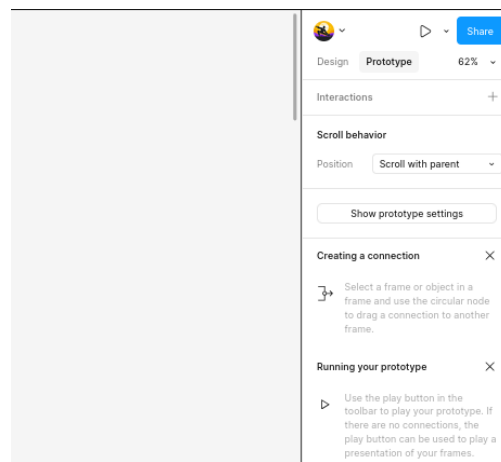 Share
Design Prototype 62%
Interactions
Scroll behavior
Position Scroll with parent
Show prototype settings
Creating a connection
Select a frame or object in a
frame and use the circular node
to drag a connection to another
frame.
Running your prototype
Use the play button in the
toolbar to play your prototype. If
there are no connections, the
play button can be used to play a
presentation of your frames.